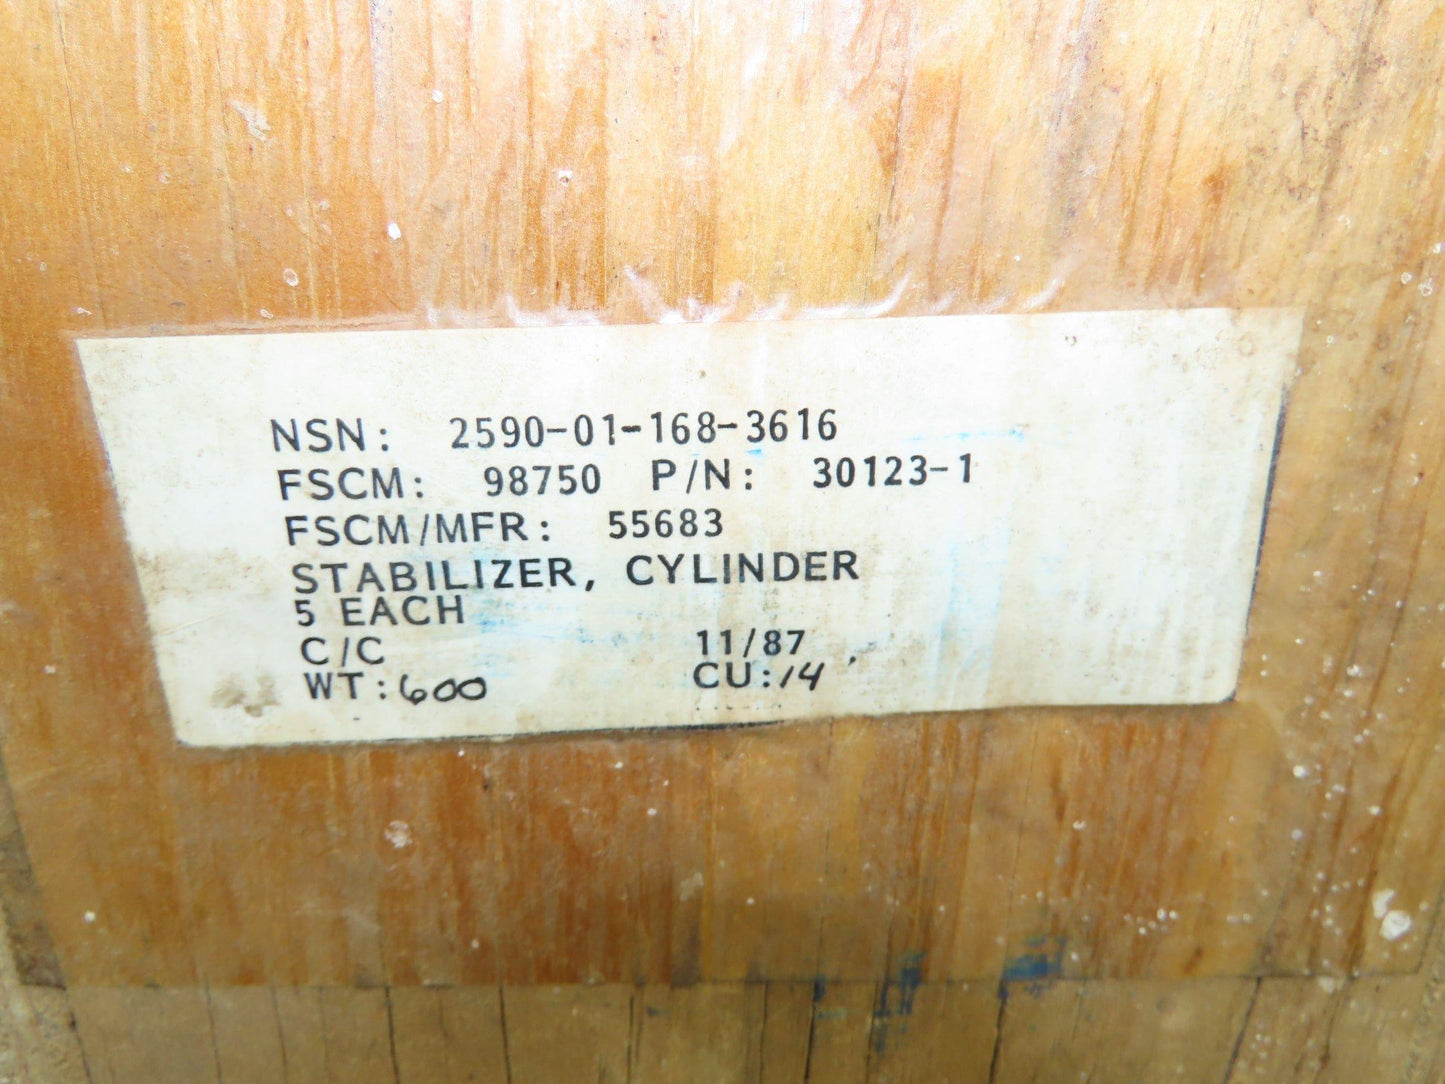 NSN: 2590-01-168-3616
FSCM: 98750 P/N: 30123-1
FSCM/MFR: 55683
STABILIZER, CYLINDER
5 EACH
C/C 11/87
WT: 600 CU: 14